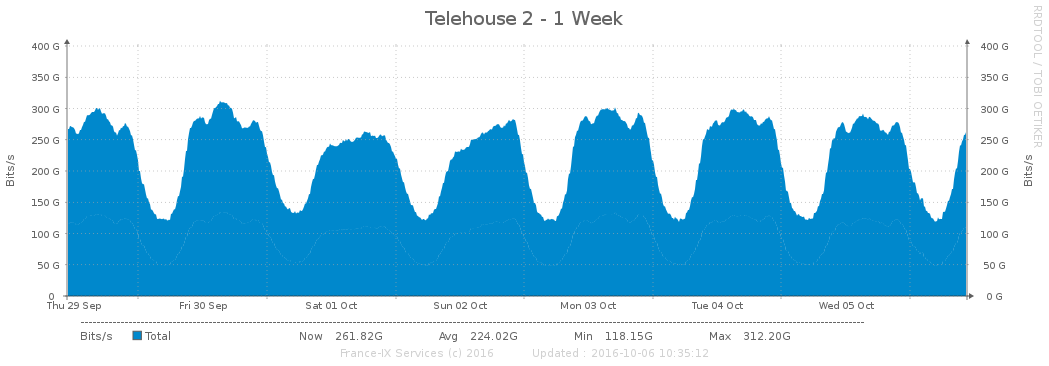 Telehouse 2 - 1 Week
RRDTOOL / TOBI OETIKER
Bits/s
400 G 400 G
350 G 350 G
300 G 300 G
250 G 250 G
200 G 200 G
150 G 150 G
100 G 100 G
50 G 50 G
0 0 G
Bits/s
Thu 29 Sep Fri 30 Sep Sat 01 Oct Sun 02 Oct Mon 03 Oct Tue 04 Oct Wed 05 Oct
Bits/s Total Now 261.82G Avg 224.02G Min 118.15G Max 312.20G
France-IX Services (c) 2016 Updated : 2016-10-06 10:35:12